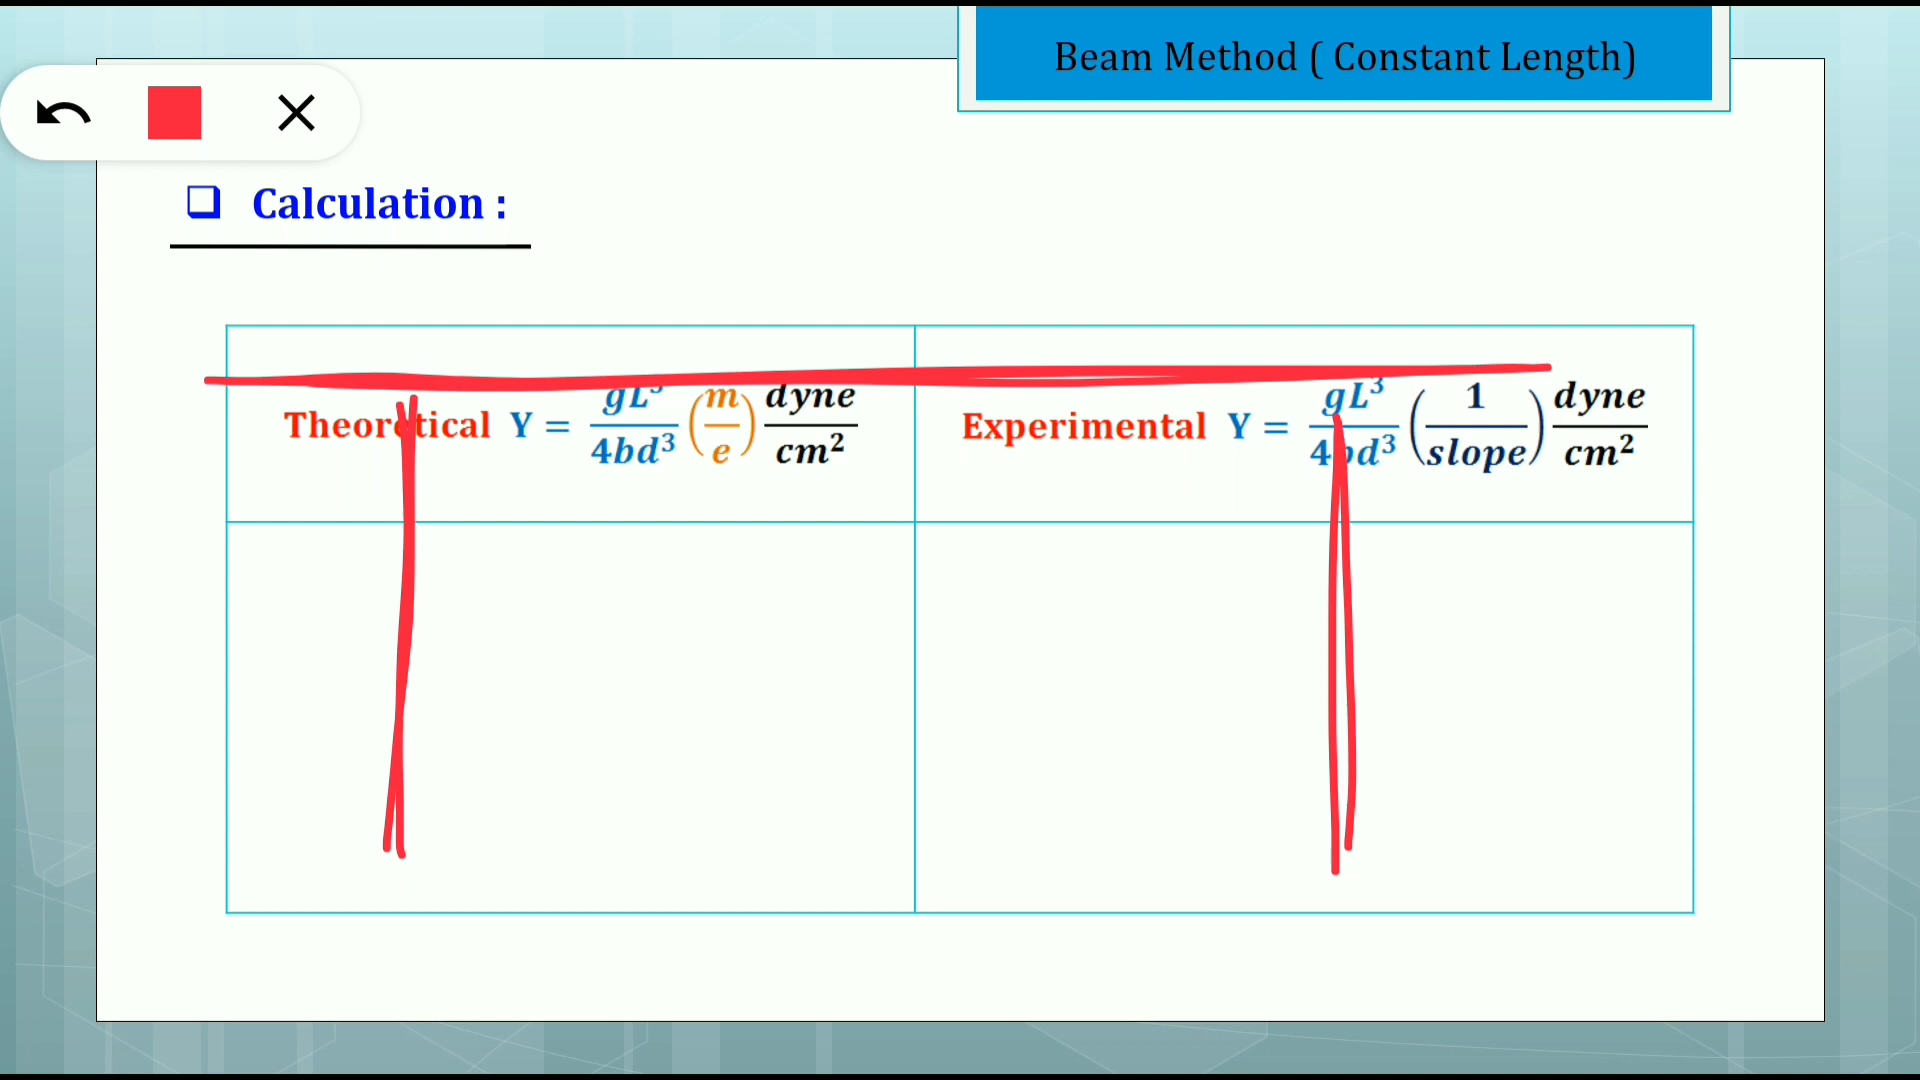 Beam Method ( Constant Length)
❑ Calculation :
Theoretical Y = gL³/4bd³ (m/e) dyne/cm²
Experimental Y = gL³/4bd³ (1/slope) dyne/cm²